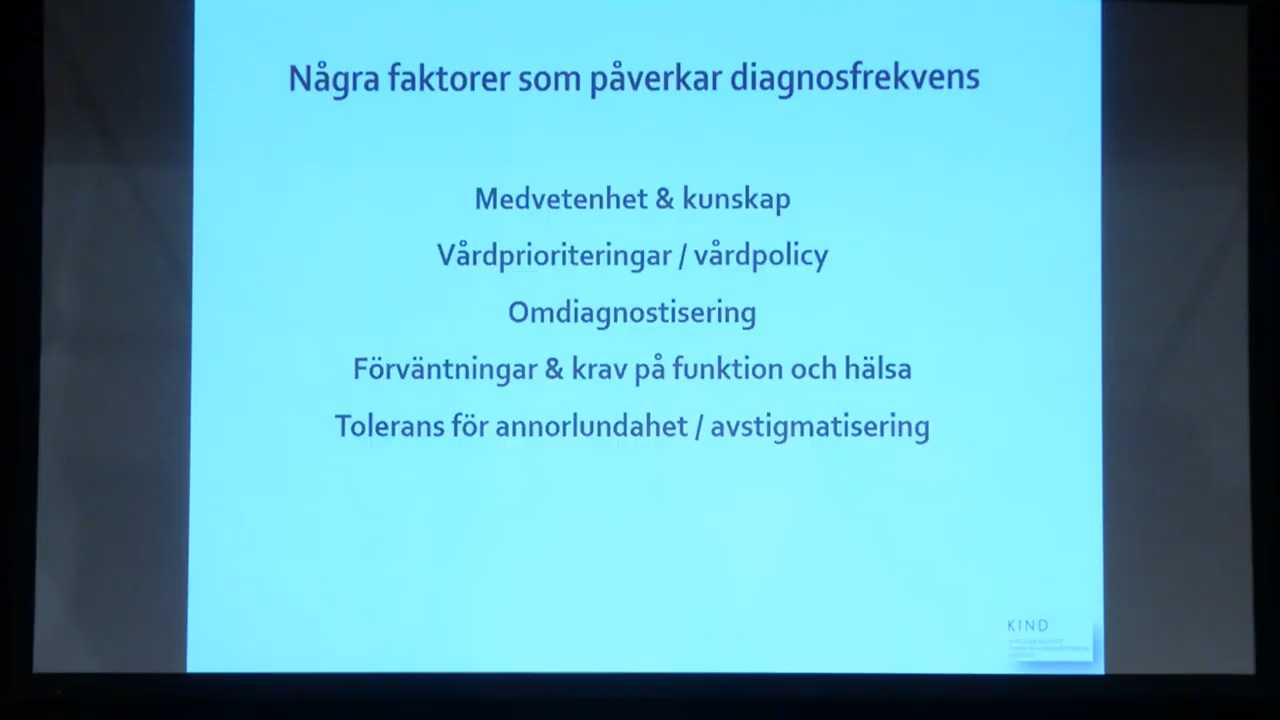 Några faktorer som påverkar diagnosfrekvens
Medvetenhet & kunskap
Vårdprioriteringar / vårdpolicy
Omdiagnostisering
Förväntningar & krav på funktion och hälsa
Tolerans för annorlundahet / avstigmatisering
KIND